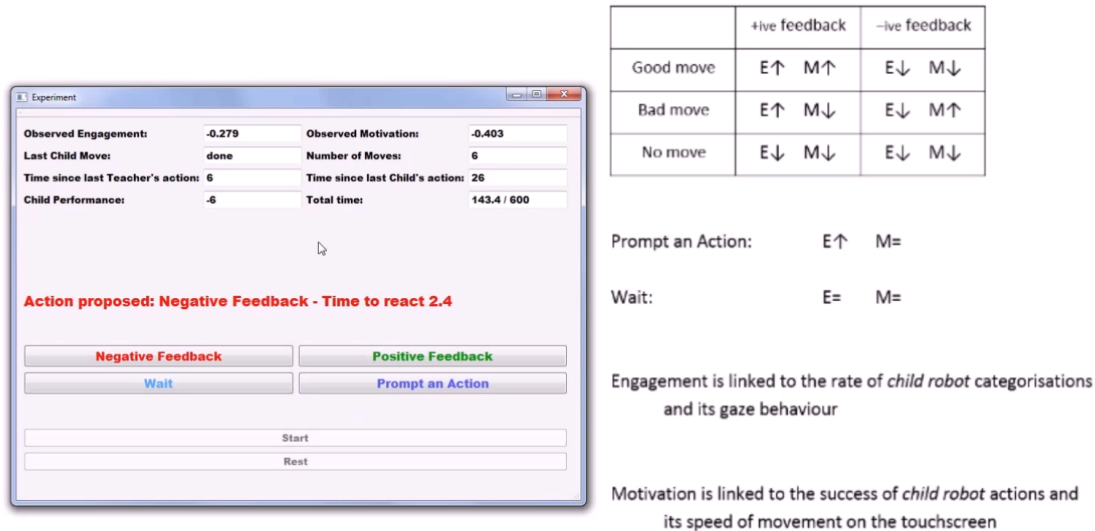 Experiment
Observed Engagement: -0.279 Observed Motivation: -0.403
Last Child Move: done Number of Moves: 6
Time since last Teacher's action: 6 Time since last Child's action: 26
Child Performance: -6 Total time: 143.4 / 600
Action proposed: Negative Feedback - Time to react 2.4
Negative Feedback Positive Feedback
Wait Prompt an Action
Start
Rest
+ive feedback –ive feedback
Good move E↑ M↑ E↓ M↓
Bad move E↑ M↓ E↓ M↑
No move E↓ M↓ E↓ M↓
Prompt an Action: E↑ M=
Wait: E= M=
Engagement is linked to the rate of child robot categorisations
and its gaze behaviour
Motivation is linked to the success of child robot actions and
its speed of movement on the touchscreen